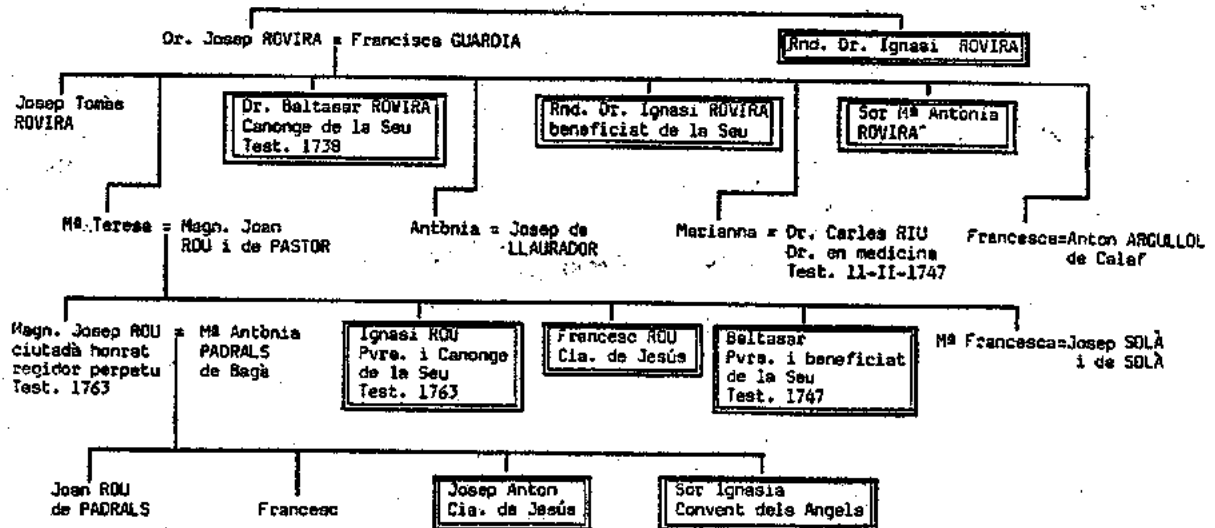 Dr. Josep ROVIRA = Francisca GUARDIA
Rnd. Dr. Ignasi ROVIRA
Josep Tomàs
ROVIRA
Dr. Baltasar ROVIRA
Canonge de la Seu
Test. 1738
Rnd. Dr. Ignasi ROVIRA
beneficiat de la Seu
Sor Mª Antonia
ROVIRA
Mª Teresa = Magn. Joan
ROU i de PASTOR
Antònia = Josep de
LLAURADOR
Marianna = Dr. Carles RIU
Dr. en medicina
Test. 11-II-1747
Francesca=Anton ARGULLOL
de Calaf
Magn. Josep ROU = Mª Antònia
ciutadà honrat PADRALS
regidor perpetu de Bagà
Test. 1763
Ignasi ROU
Pvre. i Canonge
de la Seu
Test. 1763
Francesc ROU
Cia. de Jesús
Baltasar
Pvre. i beneficiat
de la Seu
Test. 1747
Mª Francesca=Josep SOLÀ
i de SOLÀ
Joan ROU
de PADRALS
Francesc
Josep Anton
Cia. de Jesús
Sor Ignasia
Convent dels Angels